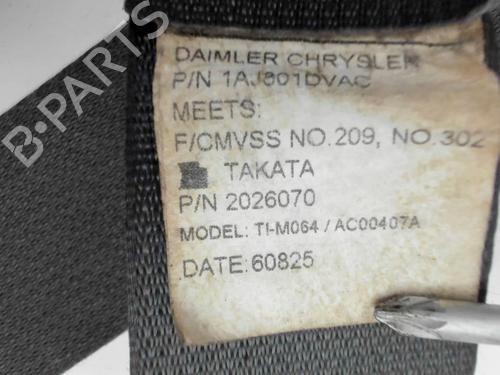 DAIMLER CHRYSLER
P/N 1AJ801DVAC
MEETS:
F/CMVSS NO.209, NO.302
TAKATA
P/N 2026070
MODEL: TI-M064 / AC00407A
DATE:60825
B-PARTS